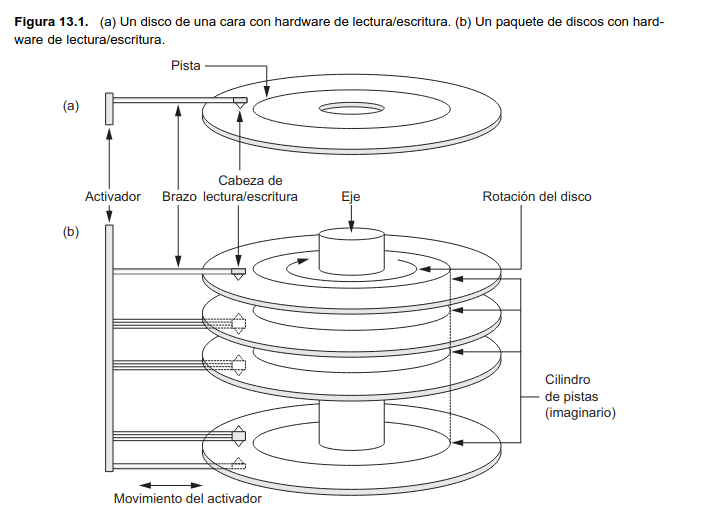 Figura 13.1. (a) Un disco de una cara con hardware de lectura/escritura. (b) Un paquete de discos con hard-
ware de lectura/escritura.
Pista
(a)
Cabeza de
Activador Brazo lectura/escritura Eje Rotación del disco
(b)
Cilindro
de pistas
(imaginario)
Movimiento del activador